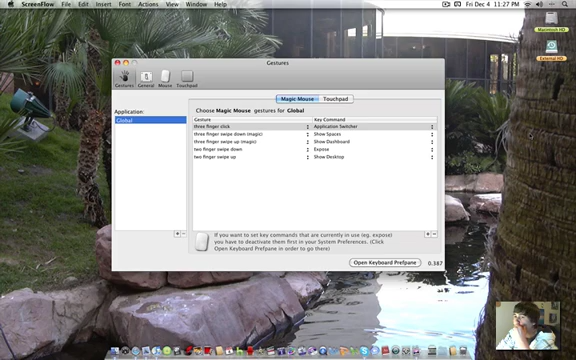 ScreenFlow File Edit Insert Font Actions View Window Help Fri Dec 4 11:27 PM
Macintosh HD
External HD
Gestures
Gestures General Mouse Touchpad
Magic Mouse Touchpad
Application:
Global
Choose Magic Mouse gestures for Global
Gesture Key Command
three finger click Application Switcher
three finger swipe down (magic) Show Spaces
three finger swipe up (magic) Show Dashboard
two finger swipe down Expose
two finger swipe up Show Desktop
If you want to set key commands that are currently in use (eg. expose)
you have to deactivate them first in your System Preferences. (Click
Open Keyboard Prefpane in order to go there)
Open Keyboard Prefpane 0.387